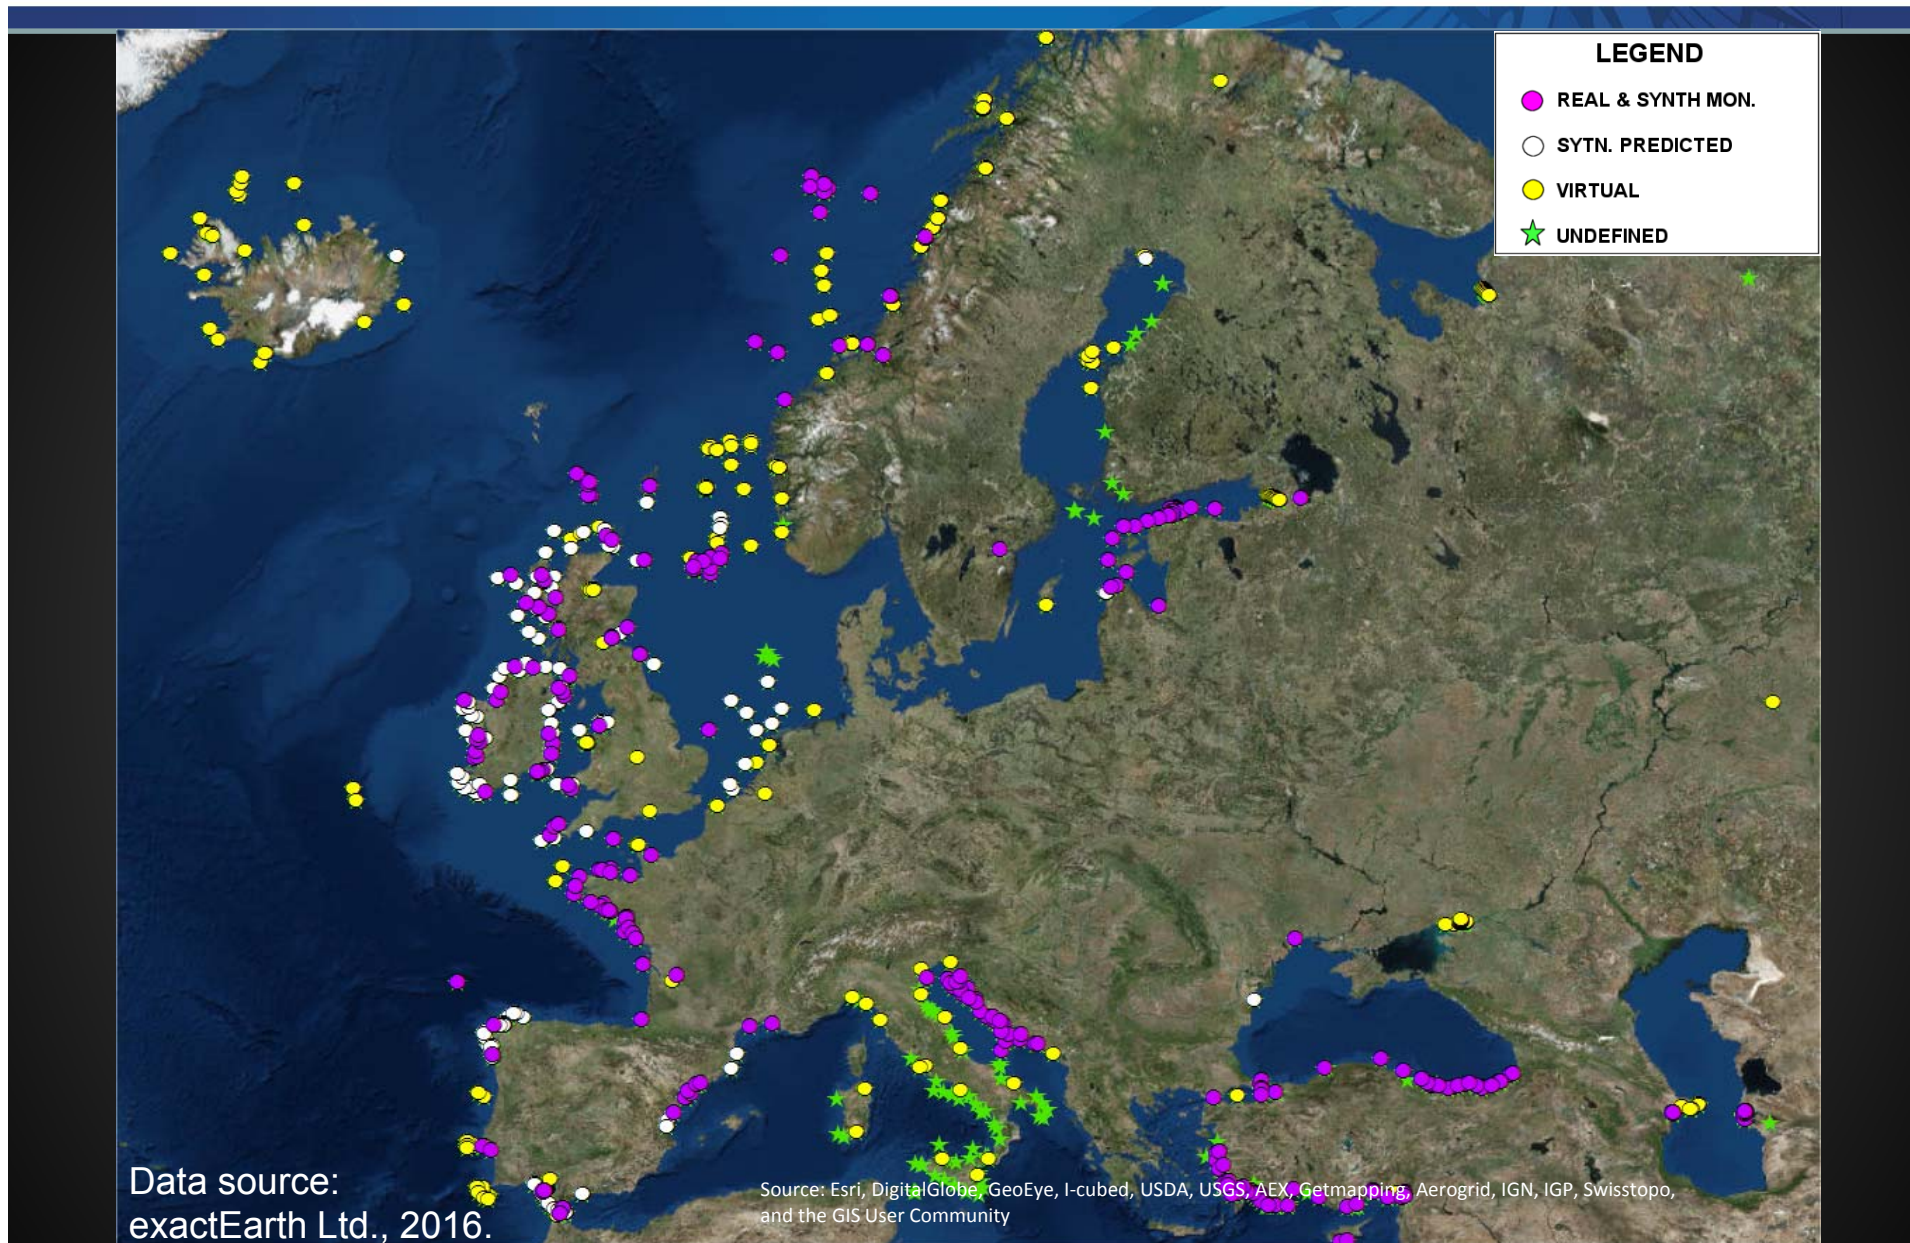 LEGEND
REAL & SYNTH MON.
SYTN. PREDICTED
VIRTUAL
UNDEFINED
Data source:
exactEarth Ltd., 2016.
Source: Esri, DigitalGlobe, GeoEye, I-cubed, USDA, USGS, AEX, Getmapping, Aerogrid, IGN, IGP, Swisstopo,
and the GIS User Community